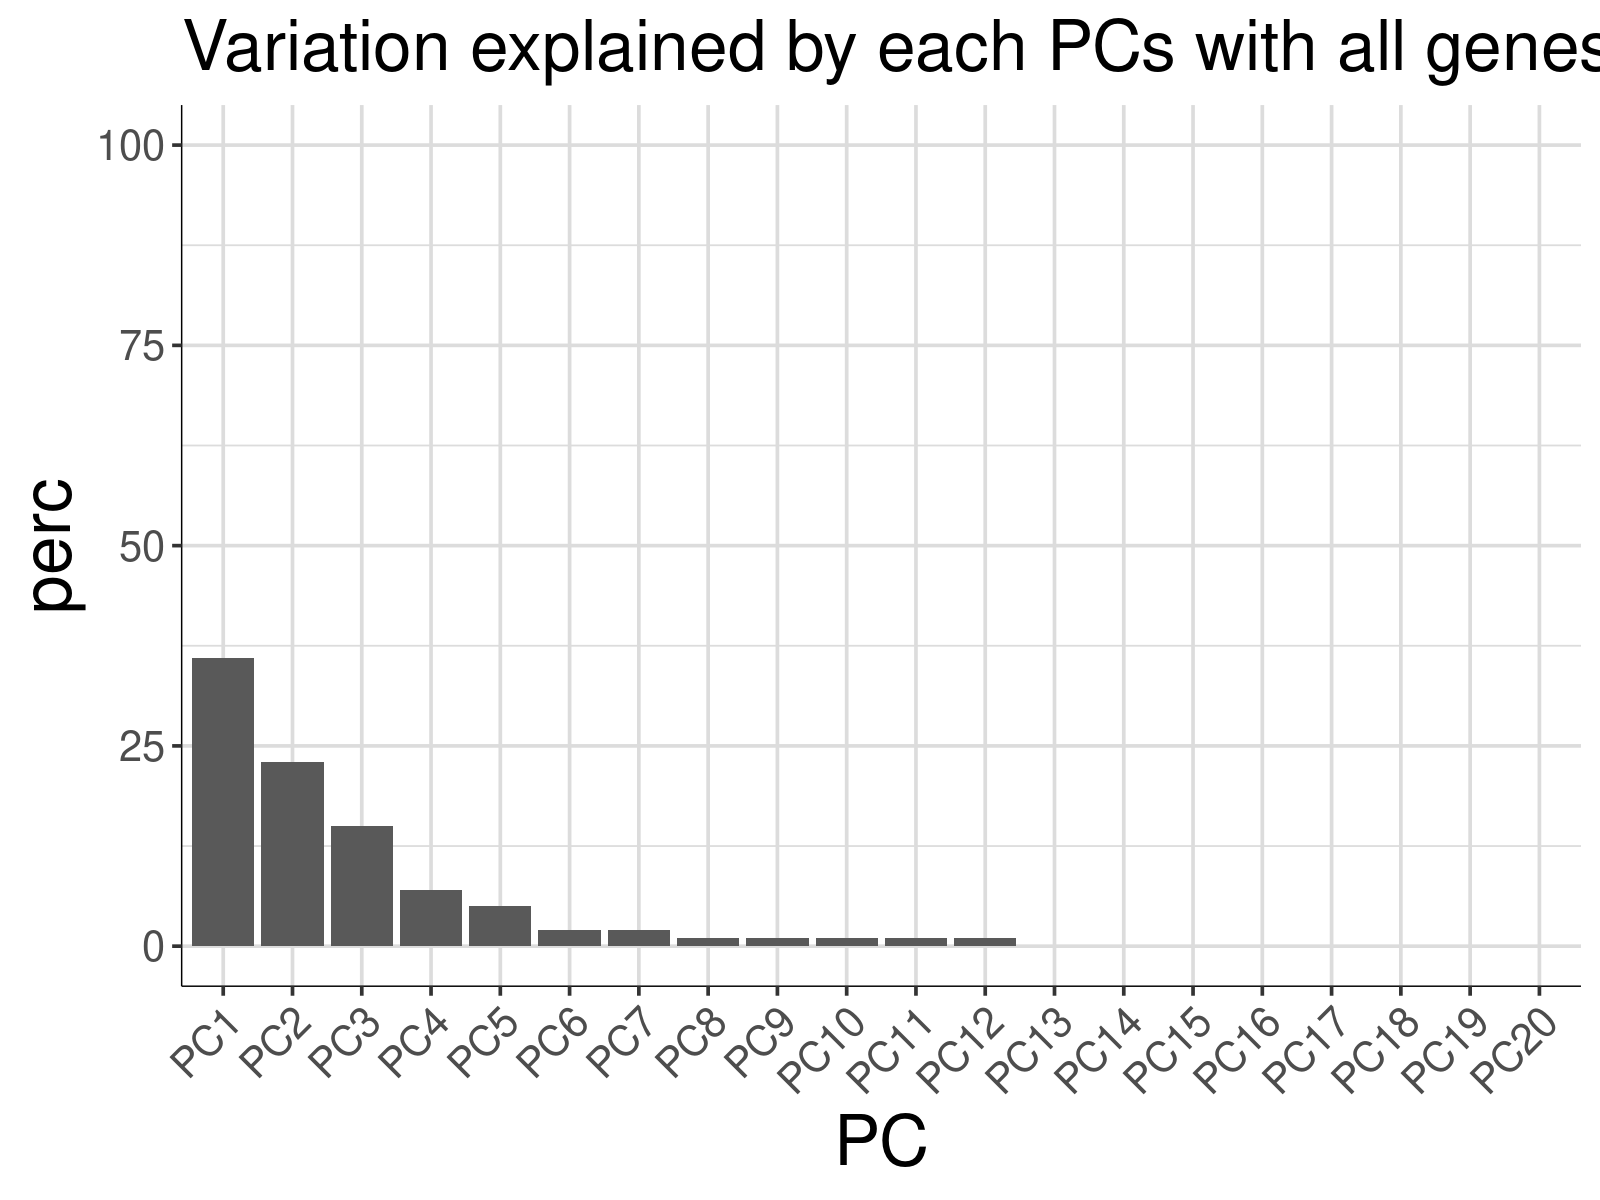 Variation explained by each PCs with all genes
perc
100
75
50
25
0
PC1 PC2 PC3 PC4 PC5 PC6 PC7 PC8 PC9 PC10 PC11 PC12 PC13 PC14 PC15 PC16 PC17 PC18 PC19 PC20
PC